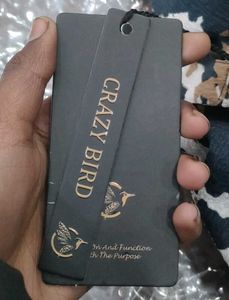 CRAZY BIRD
And Function
The Purpose